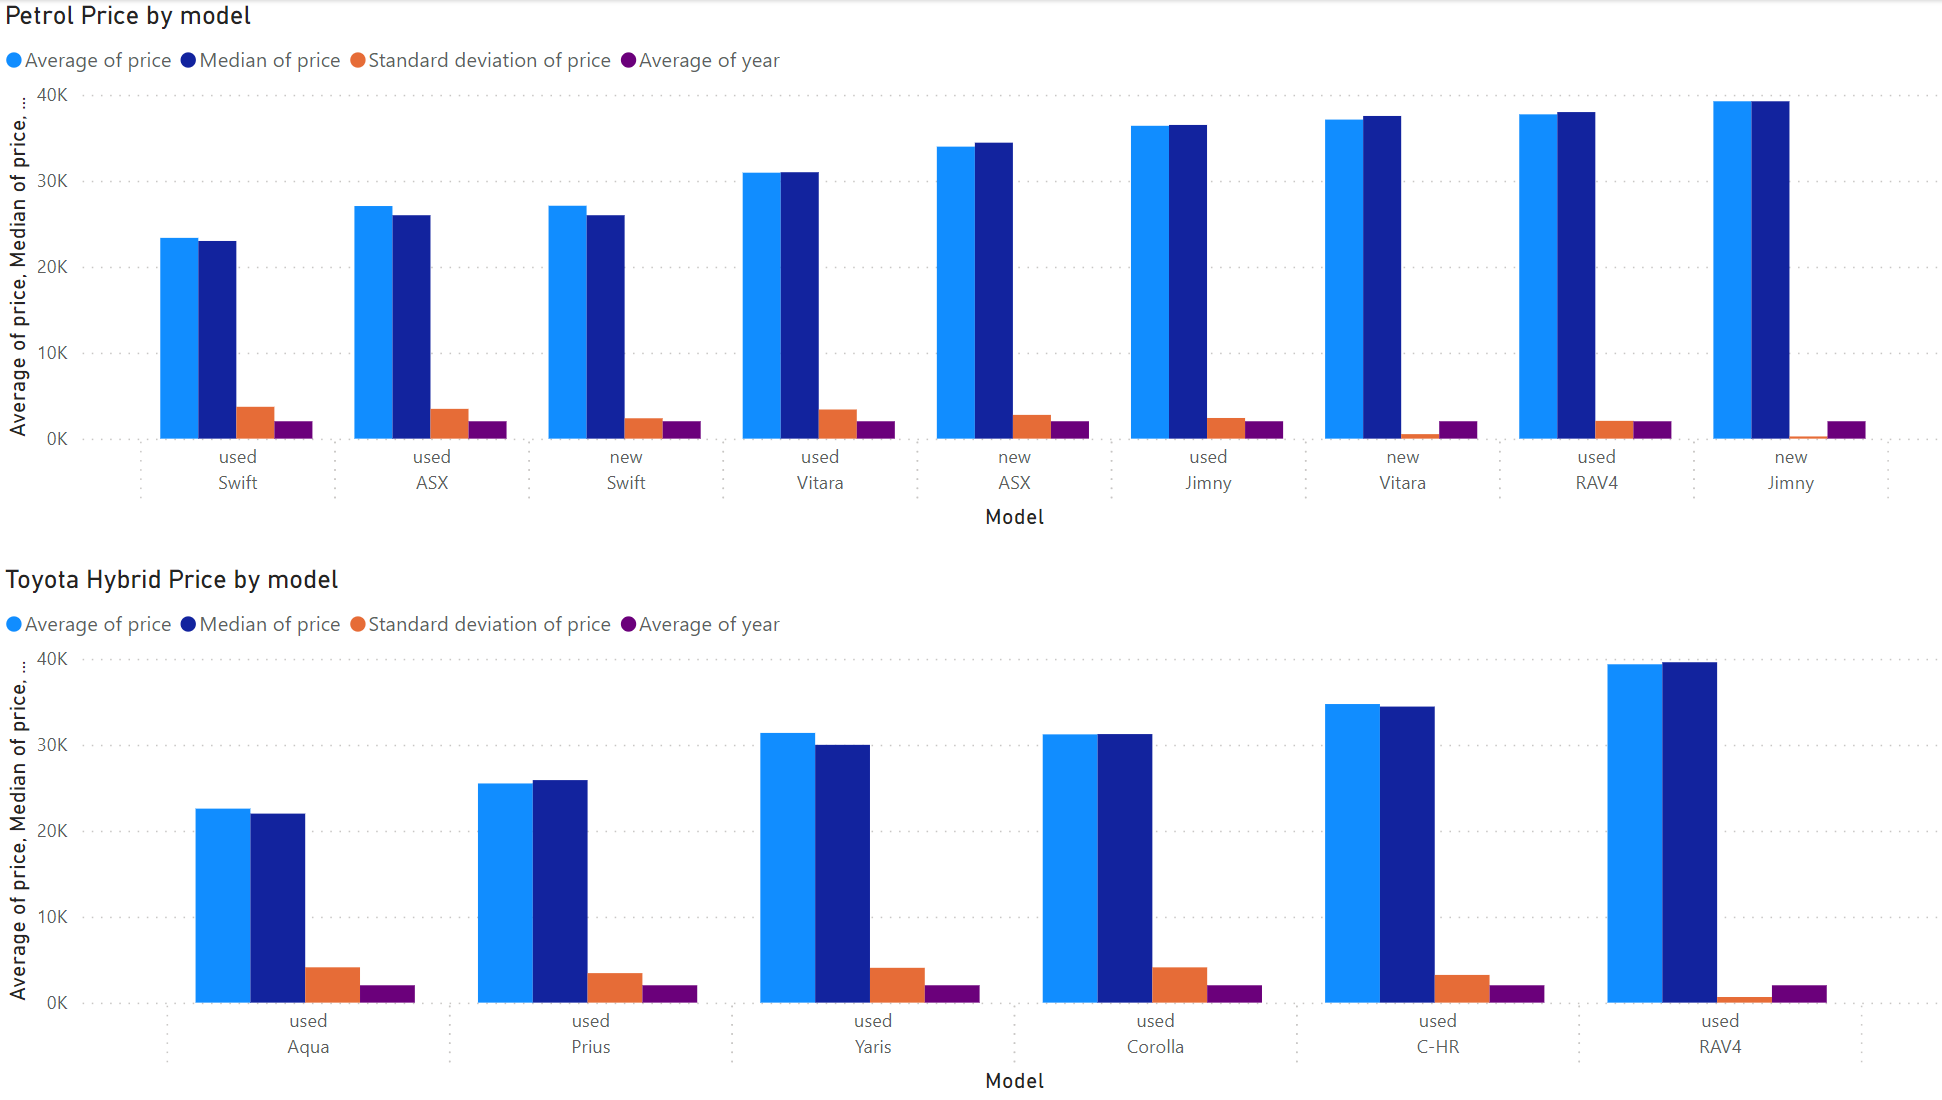 Petrol Price by model
Average of price Median of price Standard deviation of price Average of year
Average of price, Median of price, ...
40K
30K
20K
10K
0K
used used new used new used new used new
Swift ASX Swift Vitara ASX Jimny Vitara RAV4 Jimny
Model
Toyota Hybrid Price by model
Average of price Median of price Standard deviation of price Average of year
Average of price, Median of price, ...
40K
30K
20K
10K
0K
used used used used used used
Aqua Prius Yaris Corolla C-HR RAV4
Model